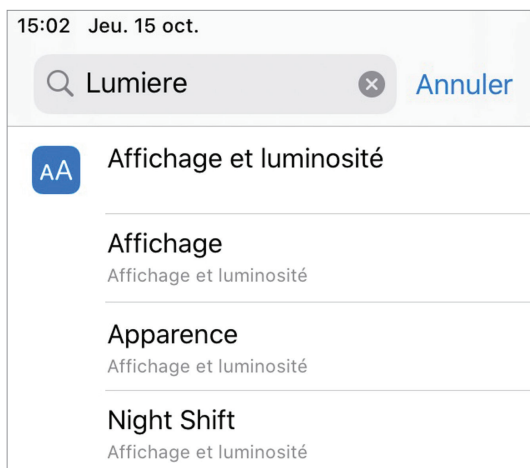 15:02 Jeu. 15 oct.
Lumiere Annuler
AA Affichage et luminosité
Affichage
Affichage et luminosité
Apparence
Affichage et luminosité
Night Shift
Affichage et luminosité